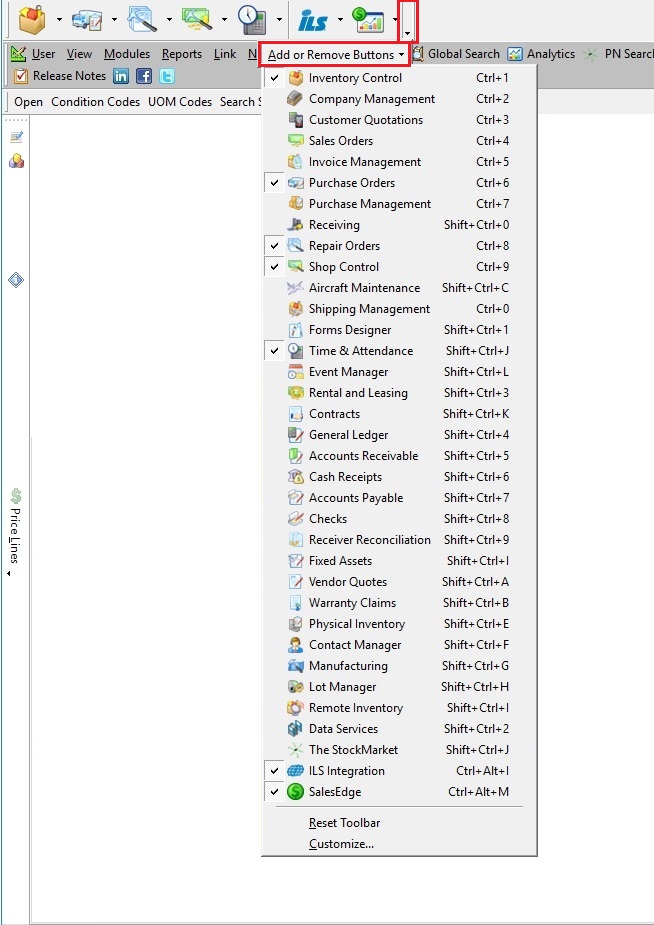 iLS
User View Modules Reports Link N Add or Remove Buttons Global Search Analytics PN Searc
Release Notes in f t
Open Condition Codes UOM Codes Search S
Inventory Control Ctrl+1
Company Management Ctrl+2
Customer Quotations Ctrl+3
Sales Orders Ctrl+4
Invoice Management Ctrl+5
Purchase Orders Ctrl+6
Purchase Management Ctrl+7
Receiving Shift+Ctrl+0
Repair Orders Ctrl+8
Shop Control Ctrl+9
Aircraft Maintenance Shift+Ctrl+C
Shipping Management Ctrl+0
Forms Designer Shift+Ctrl+1
Time & Attendance Shift+Ctrl+J
Event Manager Shift+Ctrl+L
Rental and Leasing Shift+Ctrl+3
Contracts Shift+Ctrl+K
General Ledger Shift+Ctrl+4
Accounts Receivable Shift+Ctrl+5
Cash Receipts Shift+Ctrl+6
Accounts Payable Shift+Ctrl+7
Checks Shift+Ctrl+8
Receiver Reconciliation Shift+Ctrl+9
Fixed Assets Shift+Ctrl+I
Vendor Quotes Shift+Ctrl+A
Warranty Claims Shift+Ctrl+B
Physical Inventory Shift+Ctrl+E
Contact Manager Shift+Ctrl+F
Manufacturing Shift+Ctrl+G
Lot Manager Shift+Ctrl+H
Remote Inventory Shift+Ctrl+I
Data Services Shift+Ctrl+2
The StockMarket Shift+Ctrl+J
ILS Integration Ctrl+Alt+I
SalesEdge Ctrl+Alt+M
Reset Toolbar
Customize...
$ Price Lines